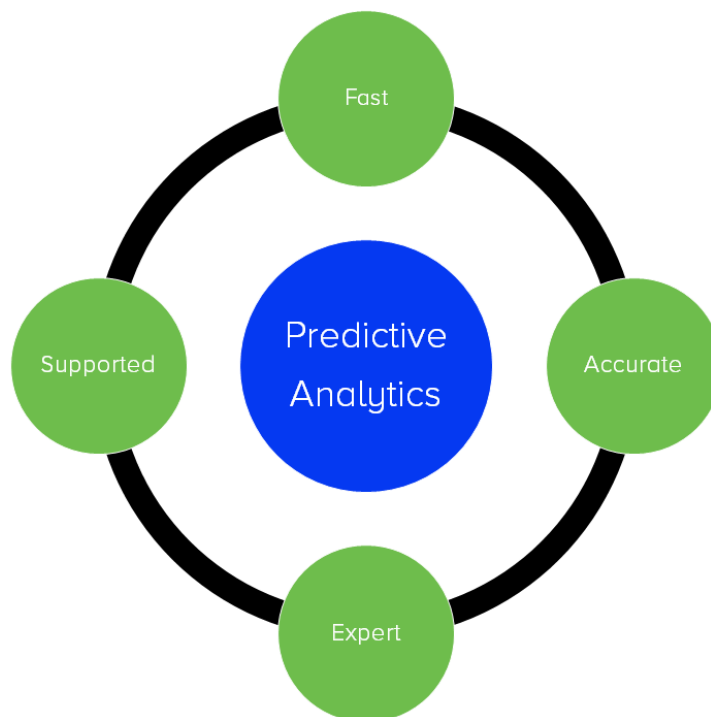 Fast
Supported
Predictive
Analytics
Accurate
Expert